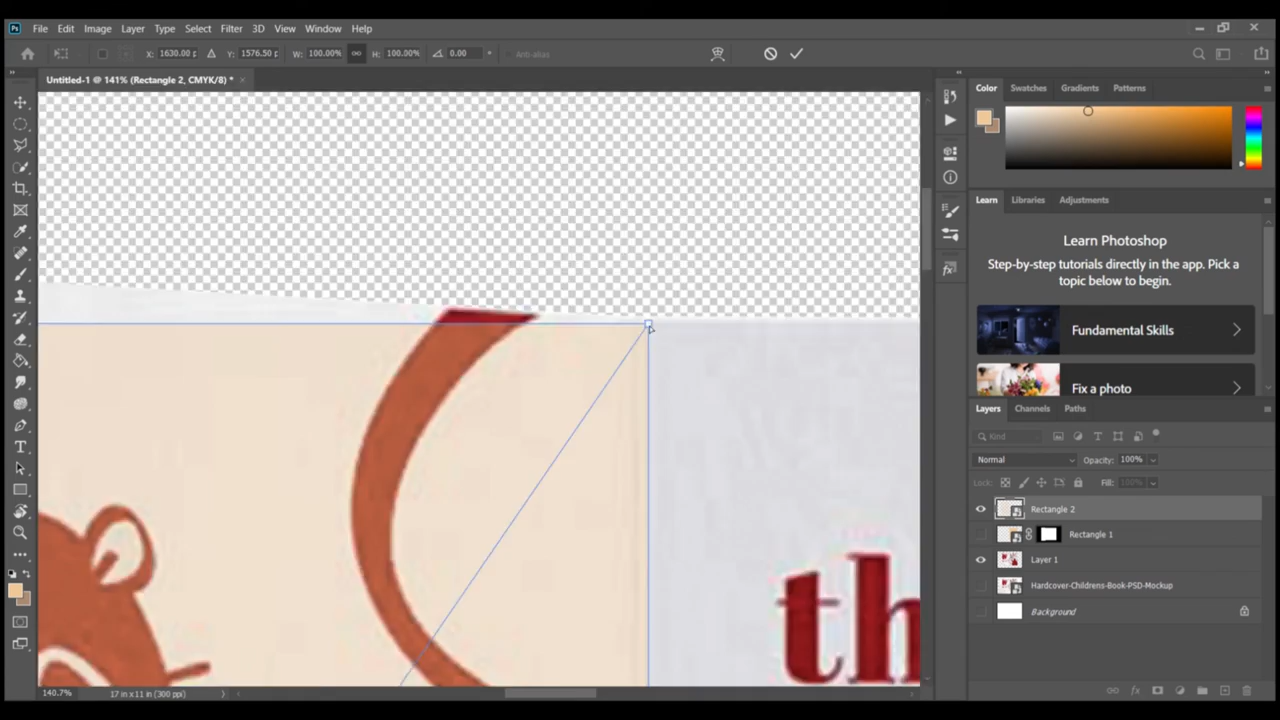 Ps File Edit Image Layer Type Select Filter 3D View Window Help
X: 1630.00 p Y: 1576.50 p W: 100.00% H: 100.00% 0.00 ° Anti-alias
Untitled-1 @ 141% (Rectangle 2, CMYK/8) *
Color Swatches Gradients Patterns
Learn Libraries Adjustments
Learn Photoshop
Step-by-step tutorials directly in the app. Pick a
topic below to begin.
Fundamental Skills
Fix a photo
Layers Channels Paths
Kind
Normal Opacity: 100%
Lock: Fill: 100%
Rectangle 2
Rectangle 1
Layer 1
Hardcover-Childrens-Book-PSD-Mockup
Background
th
140.7% 17 in x 11 in (300 ppi)